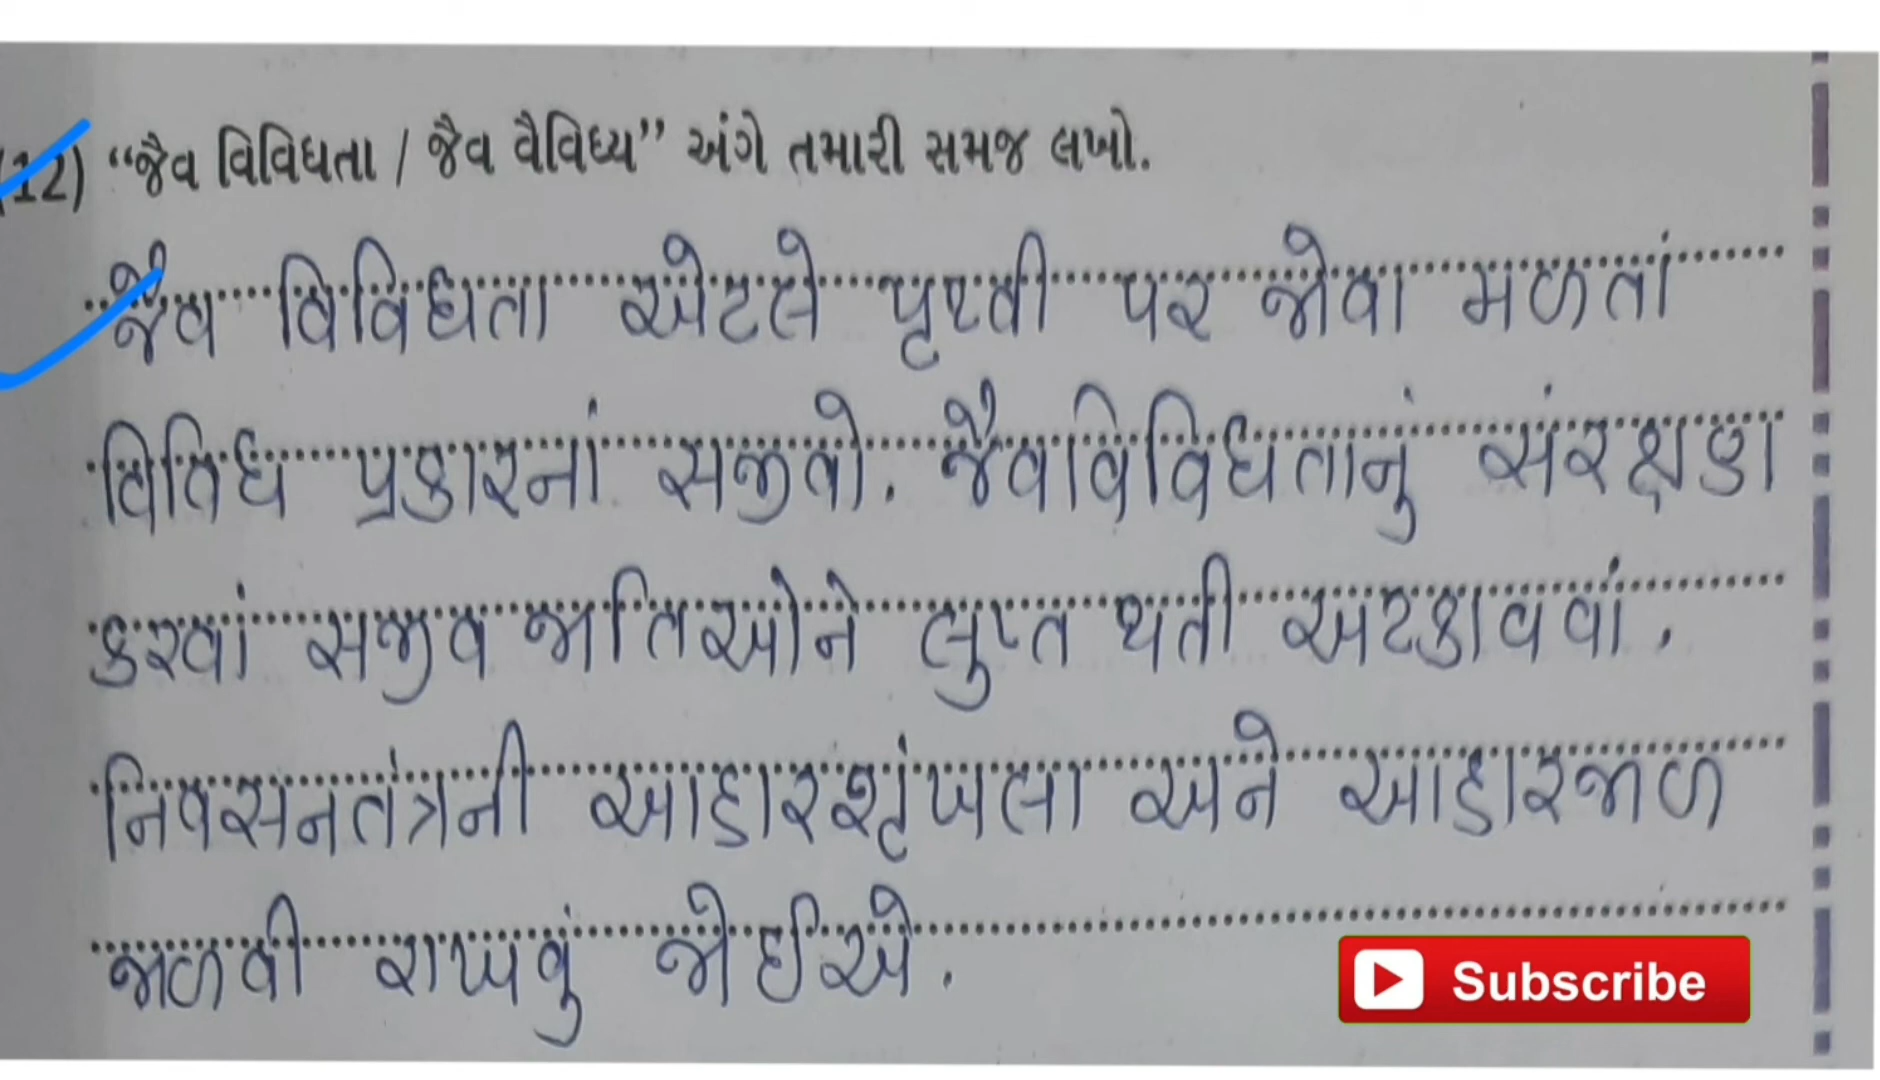 (12) “જૈવ વિવિધતા / જૈવ વૈવિધ્ય” અંગે તમારી સમજ લખો.
જૈવ વિવિધતા એટલે પૃથ્વી પર જોવા મળતાં
વિવિધ પ્રકારનાં સજીવો. જૈવવિવિધતાનું સંરક્ષણ
કરવાં સજીવ જાતિઓને લુપ્ત થતી અટકાવવાં.
નિવસનતંત્રની આહારશૃંખલા અને આહારજાળ
જાળવી રાખવું જોઈએ.
Subscribe